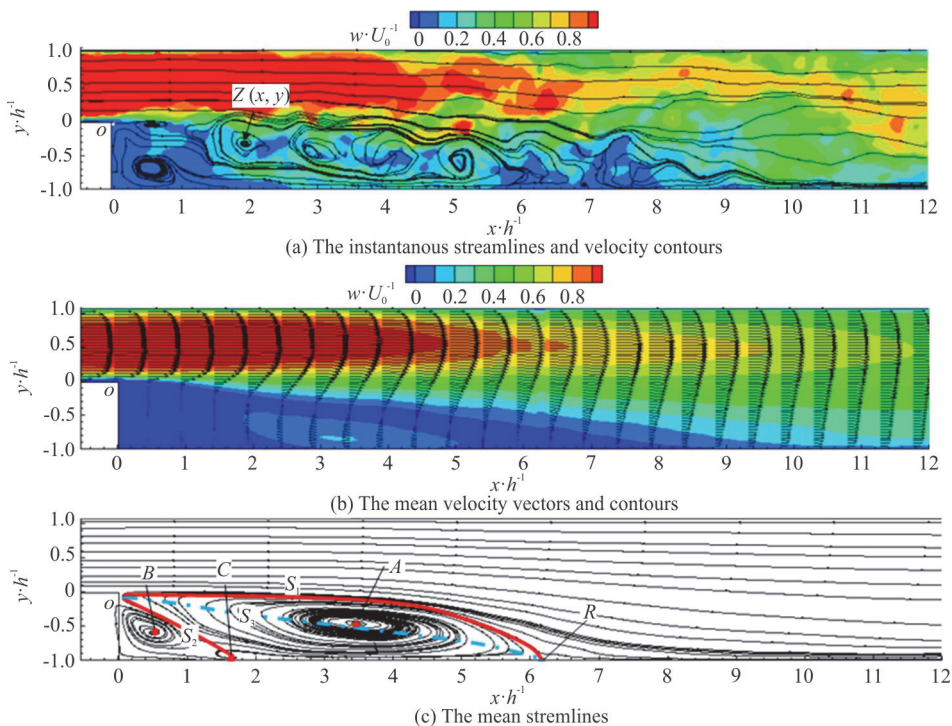 w·U₀⁻¹ 0 0.2 0.4 0.6 0.8
1.0
0.5
y·h⁻¹
0
-0.5
-1.0
o
Z (x, y)
0 1 2 3 4 5 6 7 8 9 10 11 12
x·h⁻¹
(a) The instantanous streamlines and velocity contours
w·U₀⁻¹ 0 0.2 0.4 0.6 0.8
1.0
0.5
y·h⁻¹
0
-0.5
-1.0
o
0 1 2 3 4 5 6 7 8 9 10 11 12
x·h⁻¹
(b) The mean velocity vectors and contours
1.0
0.5
y·h⁻¹
0
-0.5
-1.0
o
B C S₁ A
S₂ S₃ R
0 1 2 3 4 5 6 7 8 9 10 11 12
x·h⁻¹
(c) The mean stremlines